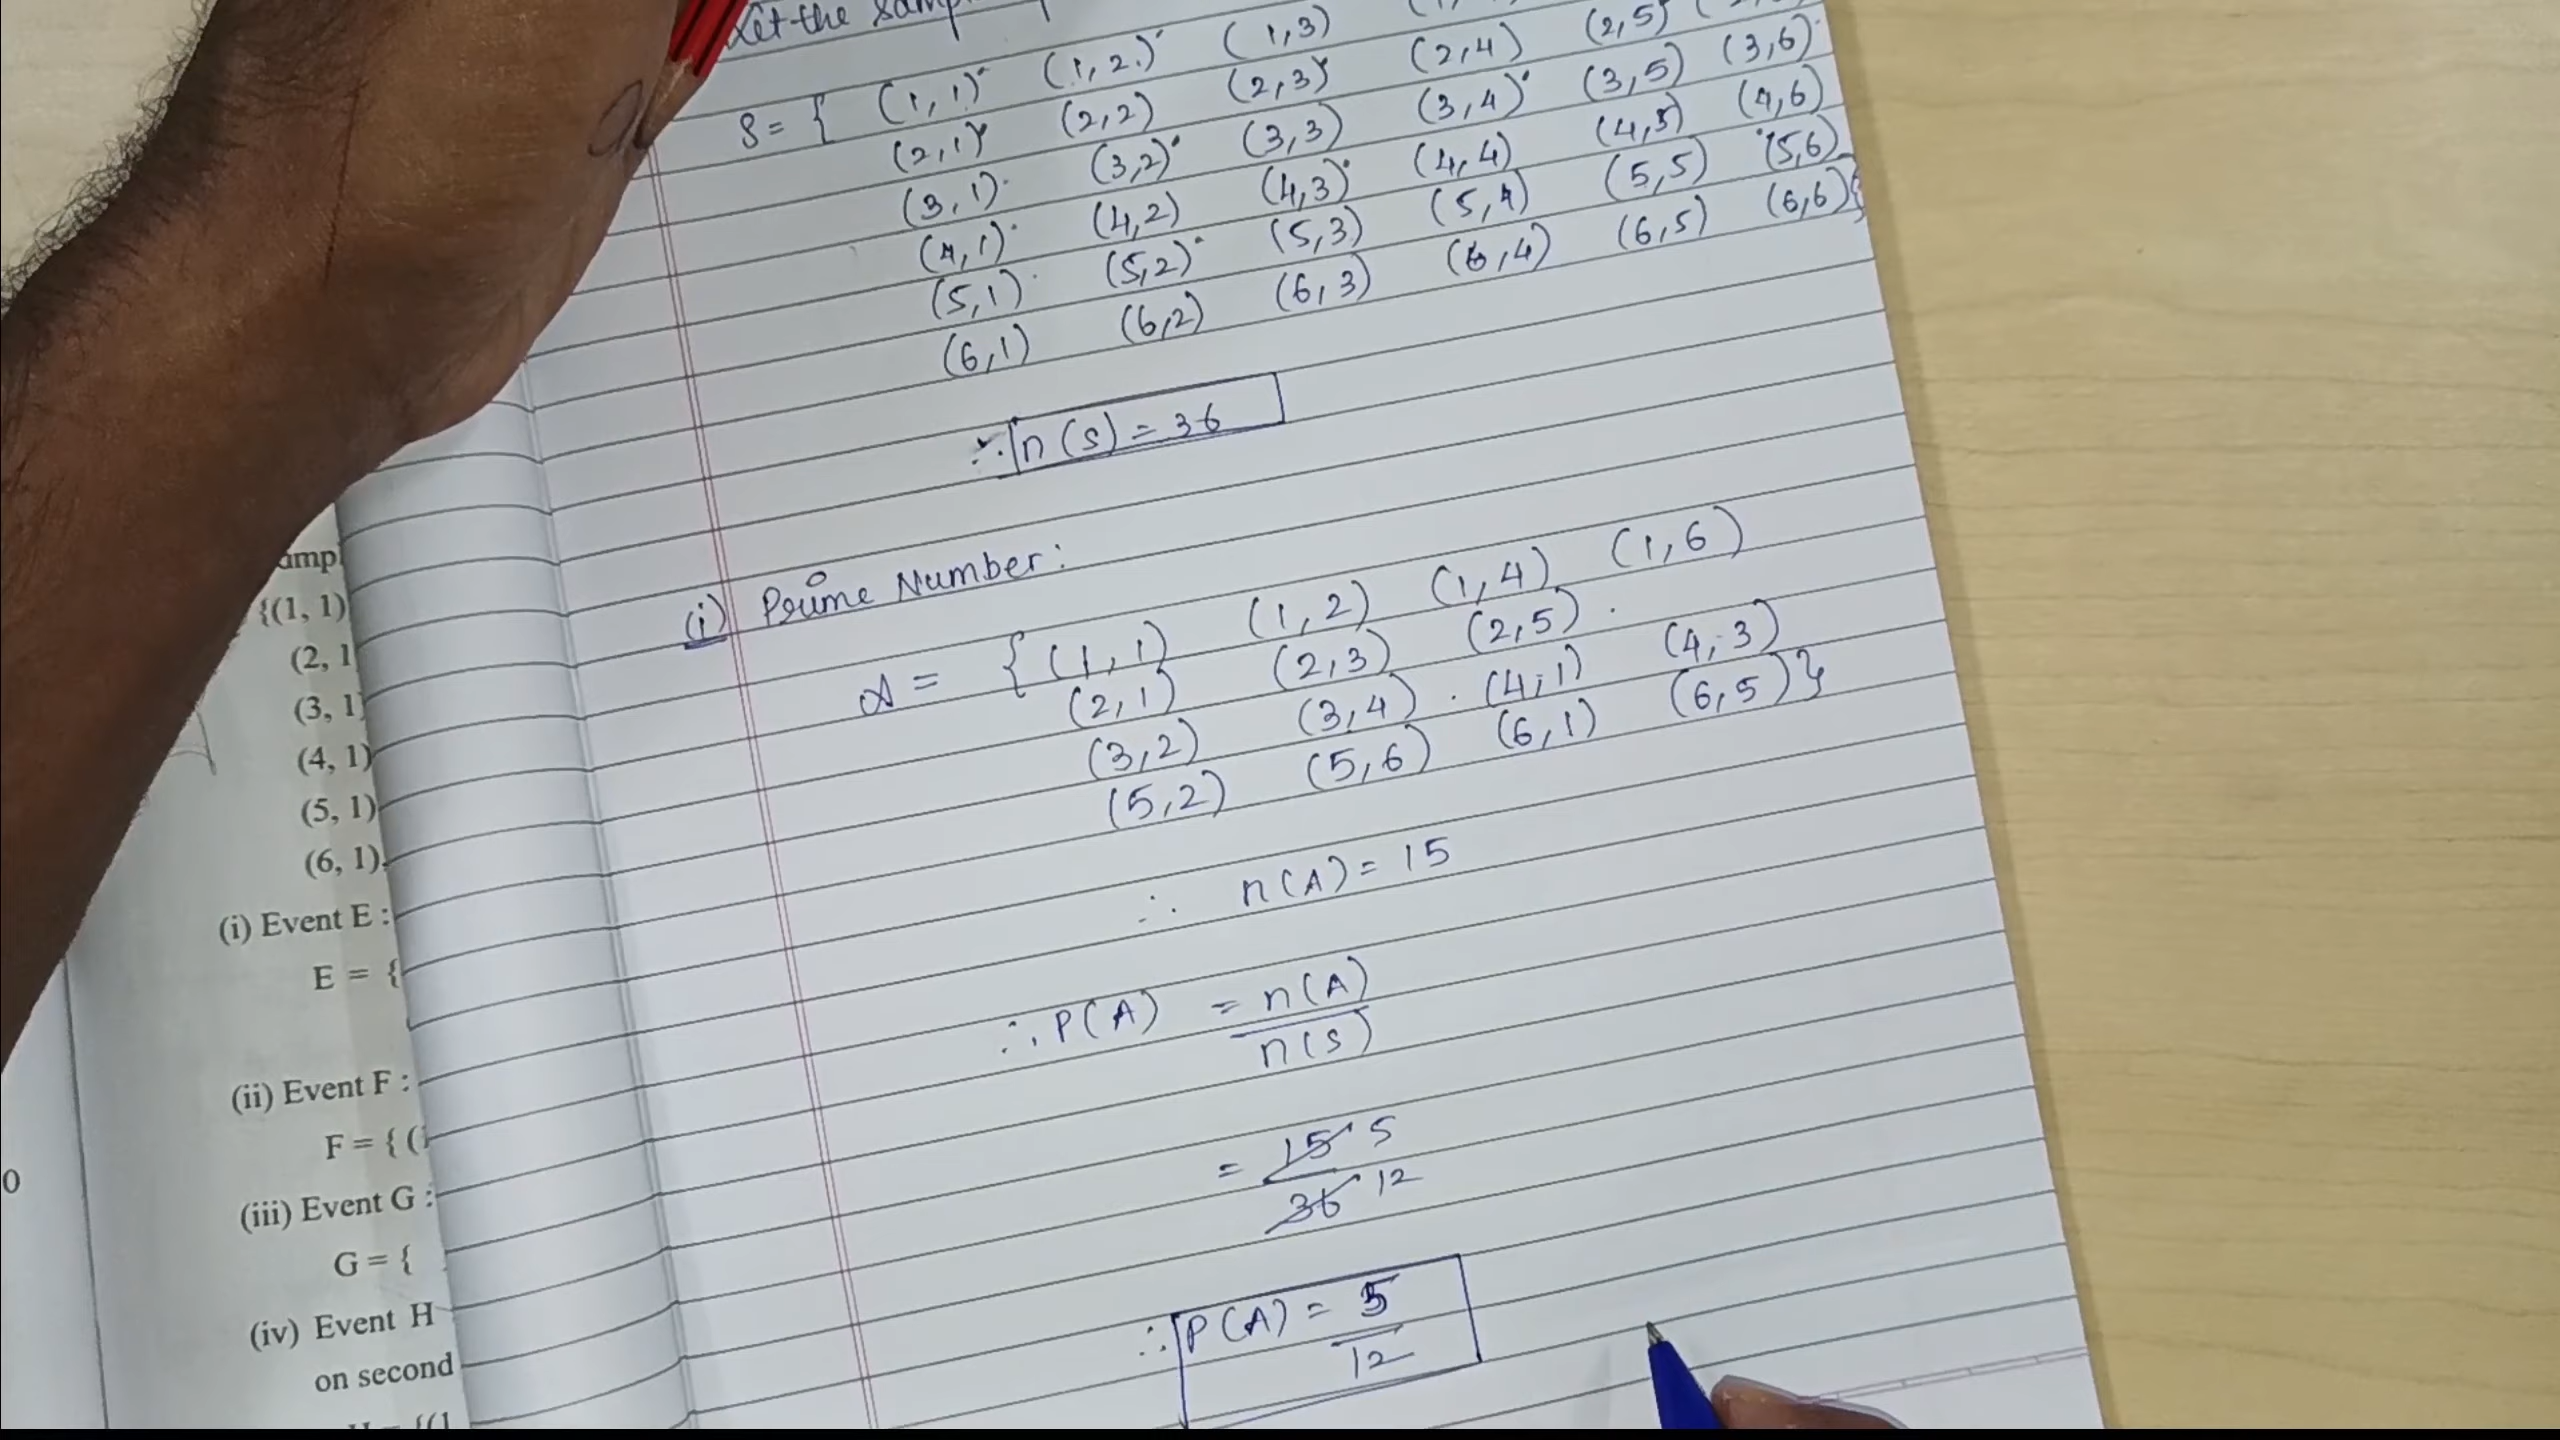 Let the
S = { (1,1) (1,2) (1,3)
(2,1) (2,2) (2,3) (2,4) (2,5)
(3,1) (3,2) (3,3) (3,4) (3,5) (3,6)
(4,1) (4,2) (4,3) (4,4) (4,5) (4,6)
(5,1) (5,2) (5,3) (5,4) (5,5) (5,6)
(6,1) (6,2) (6,3) (6,4) (6,5) (6,6)}
∴ n(S) = 36
(i) Prime Number:
A = {(1,1) (1,2) (1,4) (1,6)
(2,1) (2,3) (2,5)
(3,2) (3,4) (4,1) (4,3)
(5,2) (5,6) (6,1) (6,5)}
∴ n(A) = 15
∴ P(A) = n(A)
n(S)
= 15 5
36 12
∴ P(A) = 5
12
{(1, 1)
(2, 1
(3, 1)
(4, 1)
(5, 1)
(6, 1)
(i) Event E :
E = {
(ii) Event F :
F = { (1
(iii) Event G :
G = {
(iv) Event H
on second
0